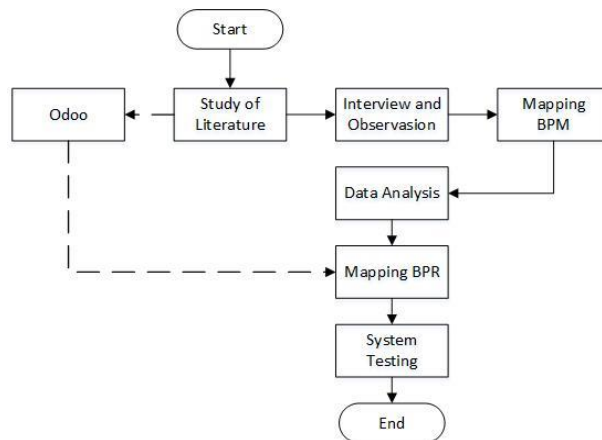 Start
Odoo
Study of
Literature
Interview and
Observasion
Mapping
BPM
Data Analysis
Mapping BPR
System
Testing
End